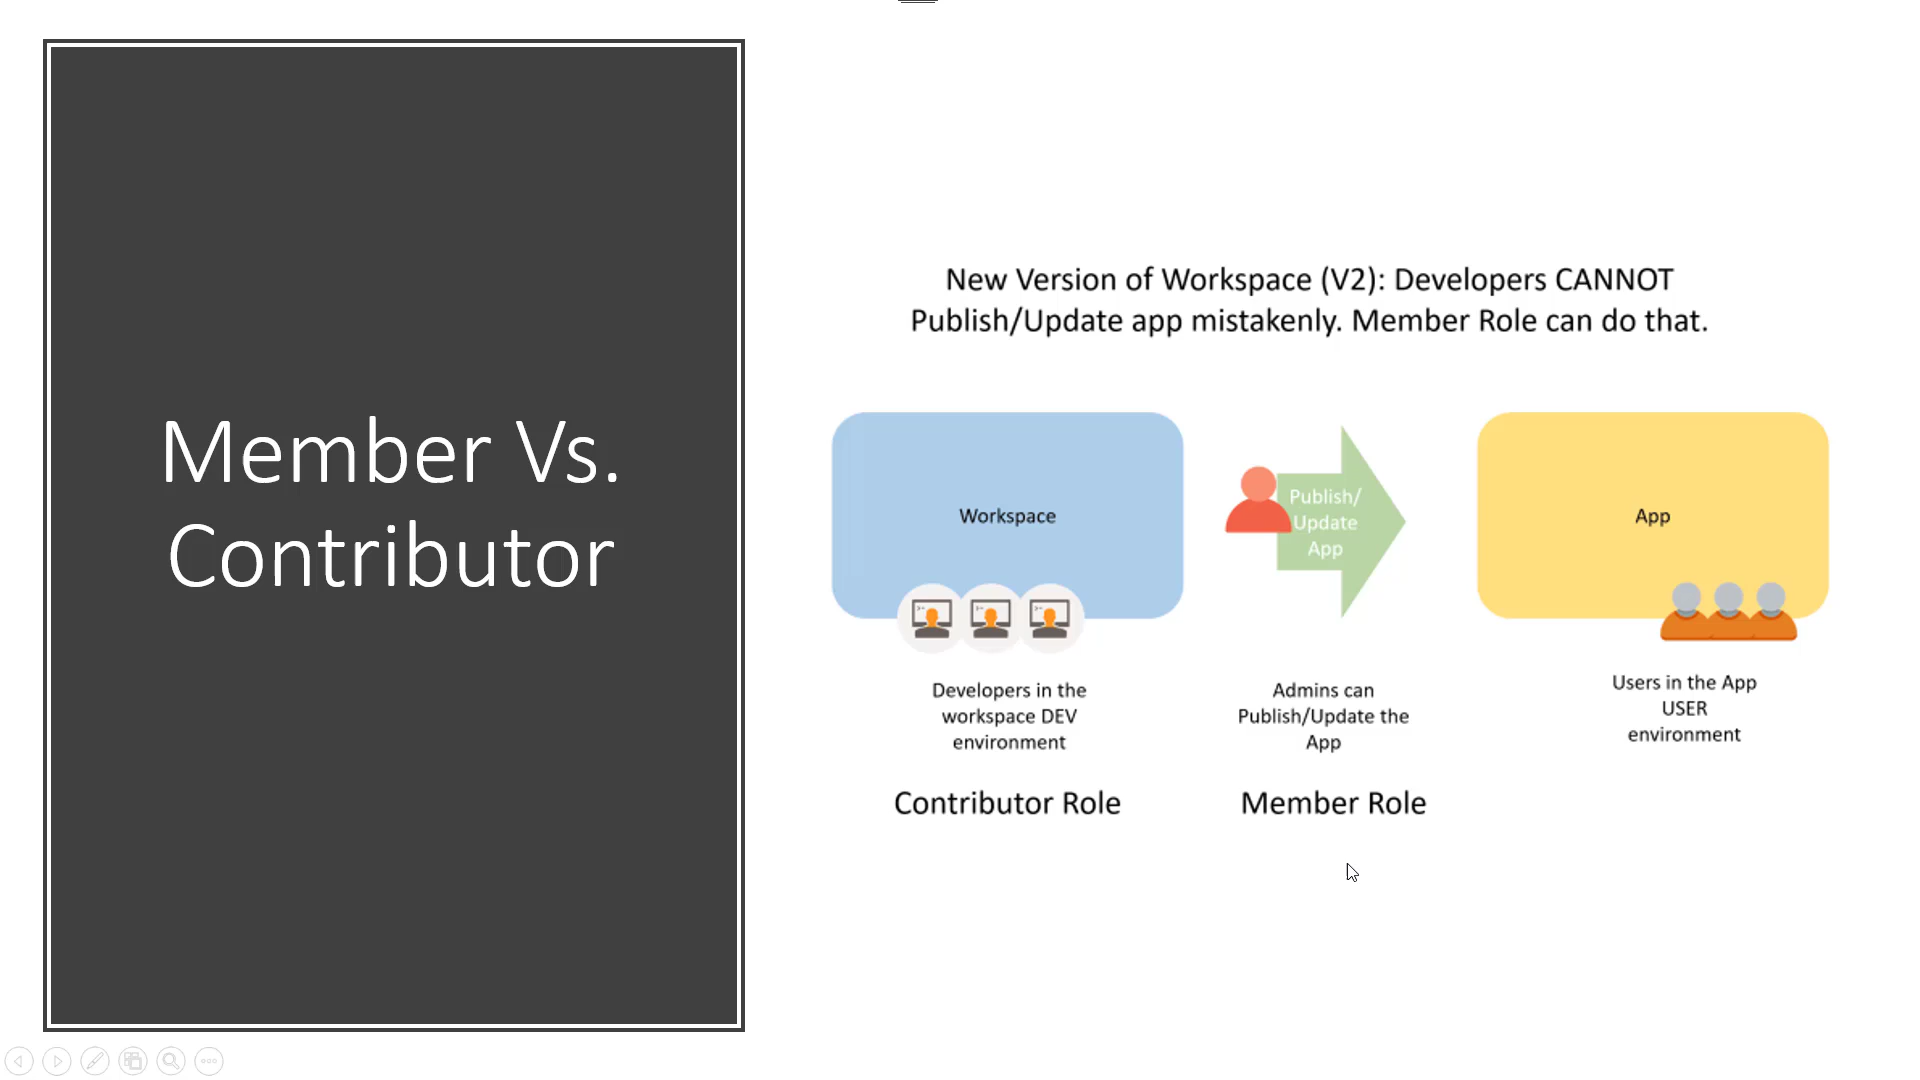 Member Vs.
Contributor
New Version of Workspace (V2): Developers CANNOT
Publish/Update app mistakenly. Member Role can do that.
Workspace
Publish/
Update
App
App
Developers in the
workspace DEV
environment
Admins can
Publish/Update the
App
Users in the App
USER
environment
Contributor Role
Member Role